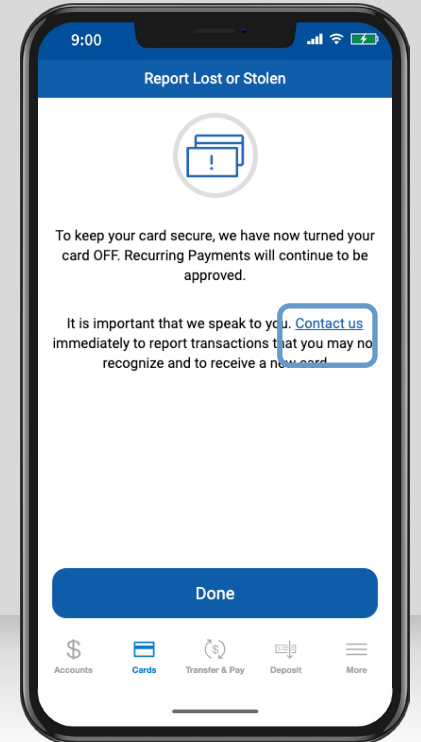 9:00
Report Lost or Stolen
!
To keep your card secure, we have now turned your
card OFF. Recurring Payments will continue to be
approved.
It is important that we speak to you. Contact us
immediately to report transactions that you may no
recognize and to receive a new card
Done
$ $
Accounts Cards Transfer & Pay Deposit More